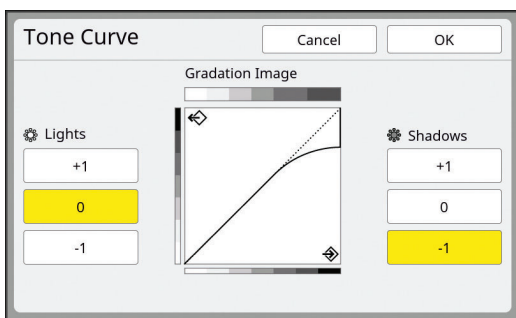 Tone Curve
Cancel
OK
Gradation Image
Lights
+1
0
-1
Shadows
+1
0
-1